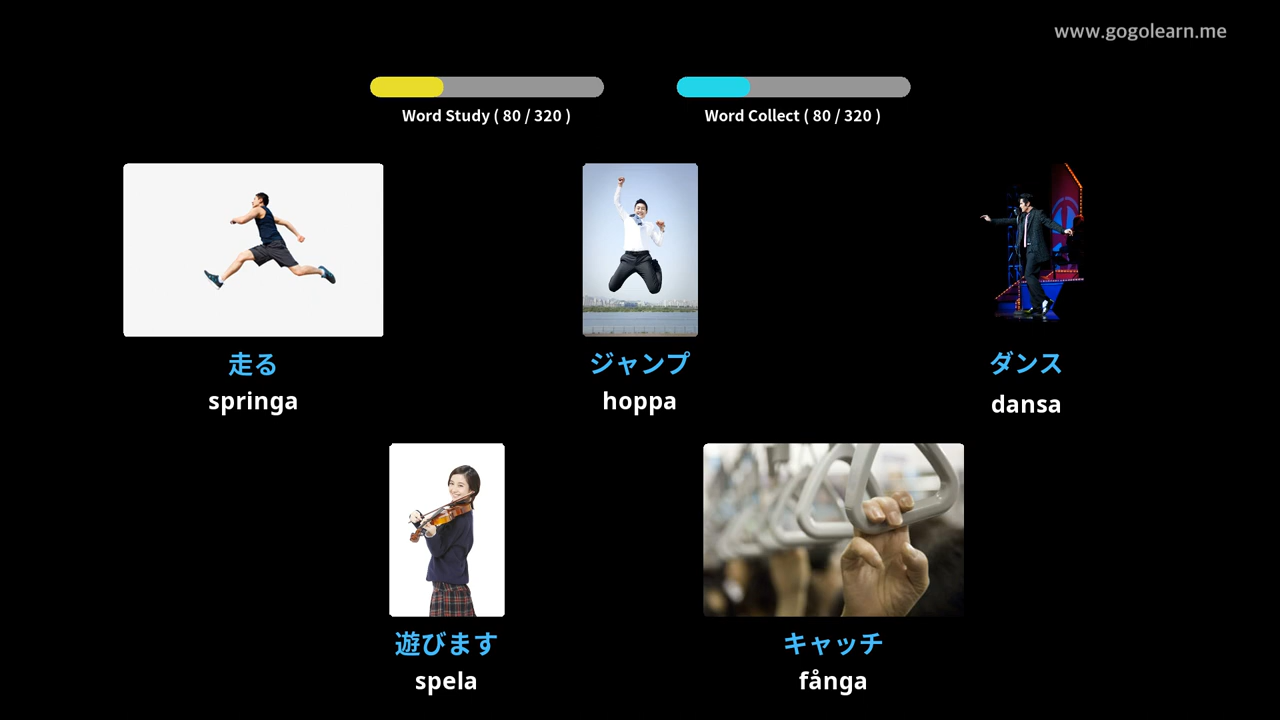 www.gogolearn.me
Word Study ( 80 / 320 )
Word Collect ( 80 / 320 )
走る
springa
ジャンプ
hoppa
ダンス
dansa
遊びます
spela
キャッチ
fånga